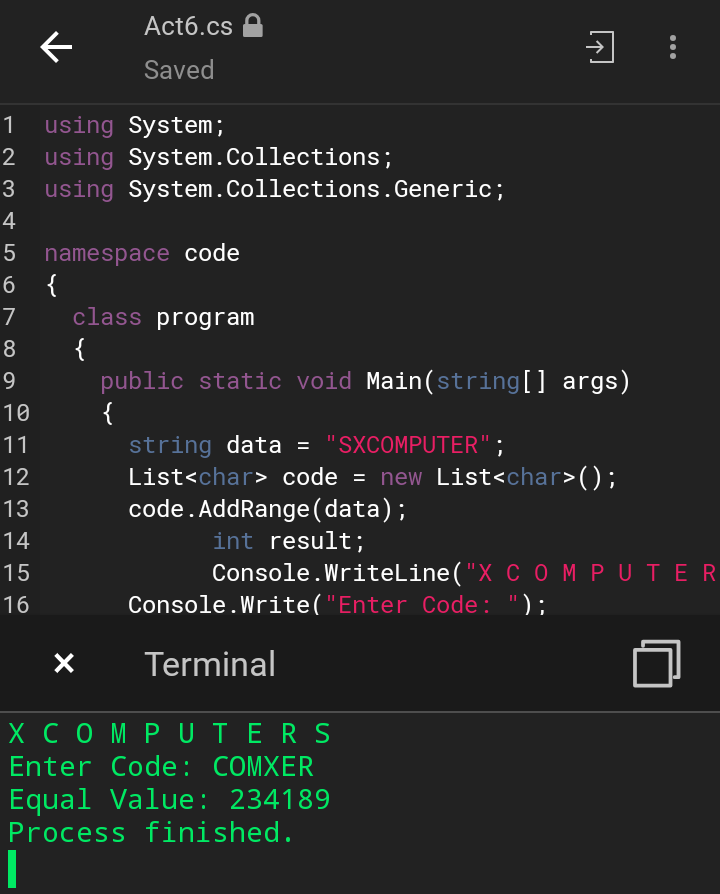 Act6.cs
Saved
1 using System;
2 using System.Collections;
3 using System.Collections.Generic;
4
5 namespace code
6 {
7   class program
8   {
9     public static void Main(string[] args)
10     {
11       string data = "SXCOMPUTER";
12       List<char> code = new List<char>();
13       code.AddRange(data);
14             int result;
15             Console.WriteLine("X C O M P U T E R
16       Console.Write("Enter Code: ");
× Terminal
X C O M P U T E R S
Enter Code: COMXER
Equal Value: 234189
Process finished.